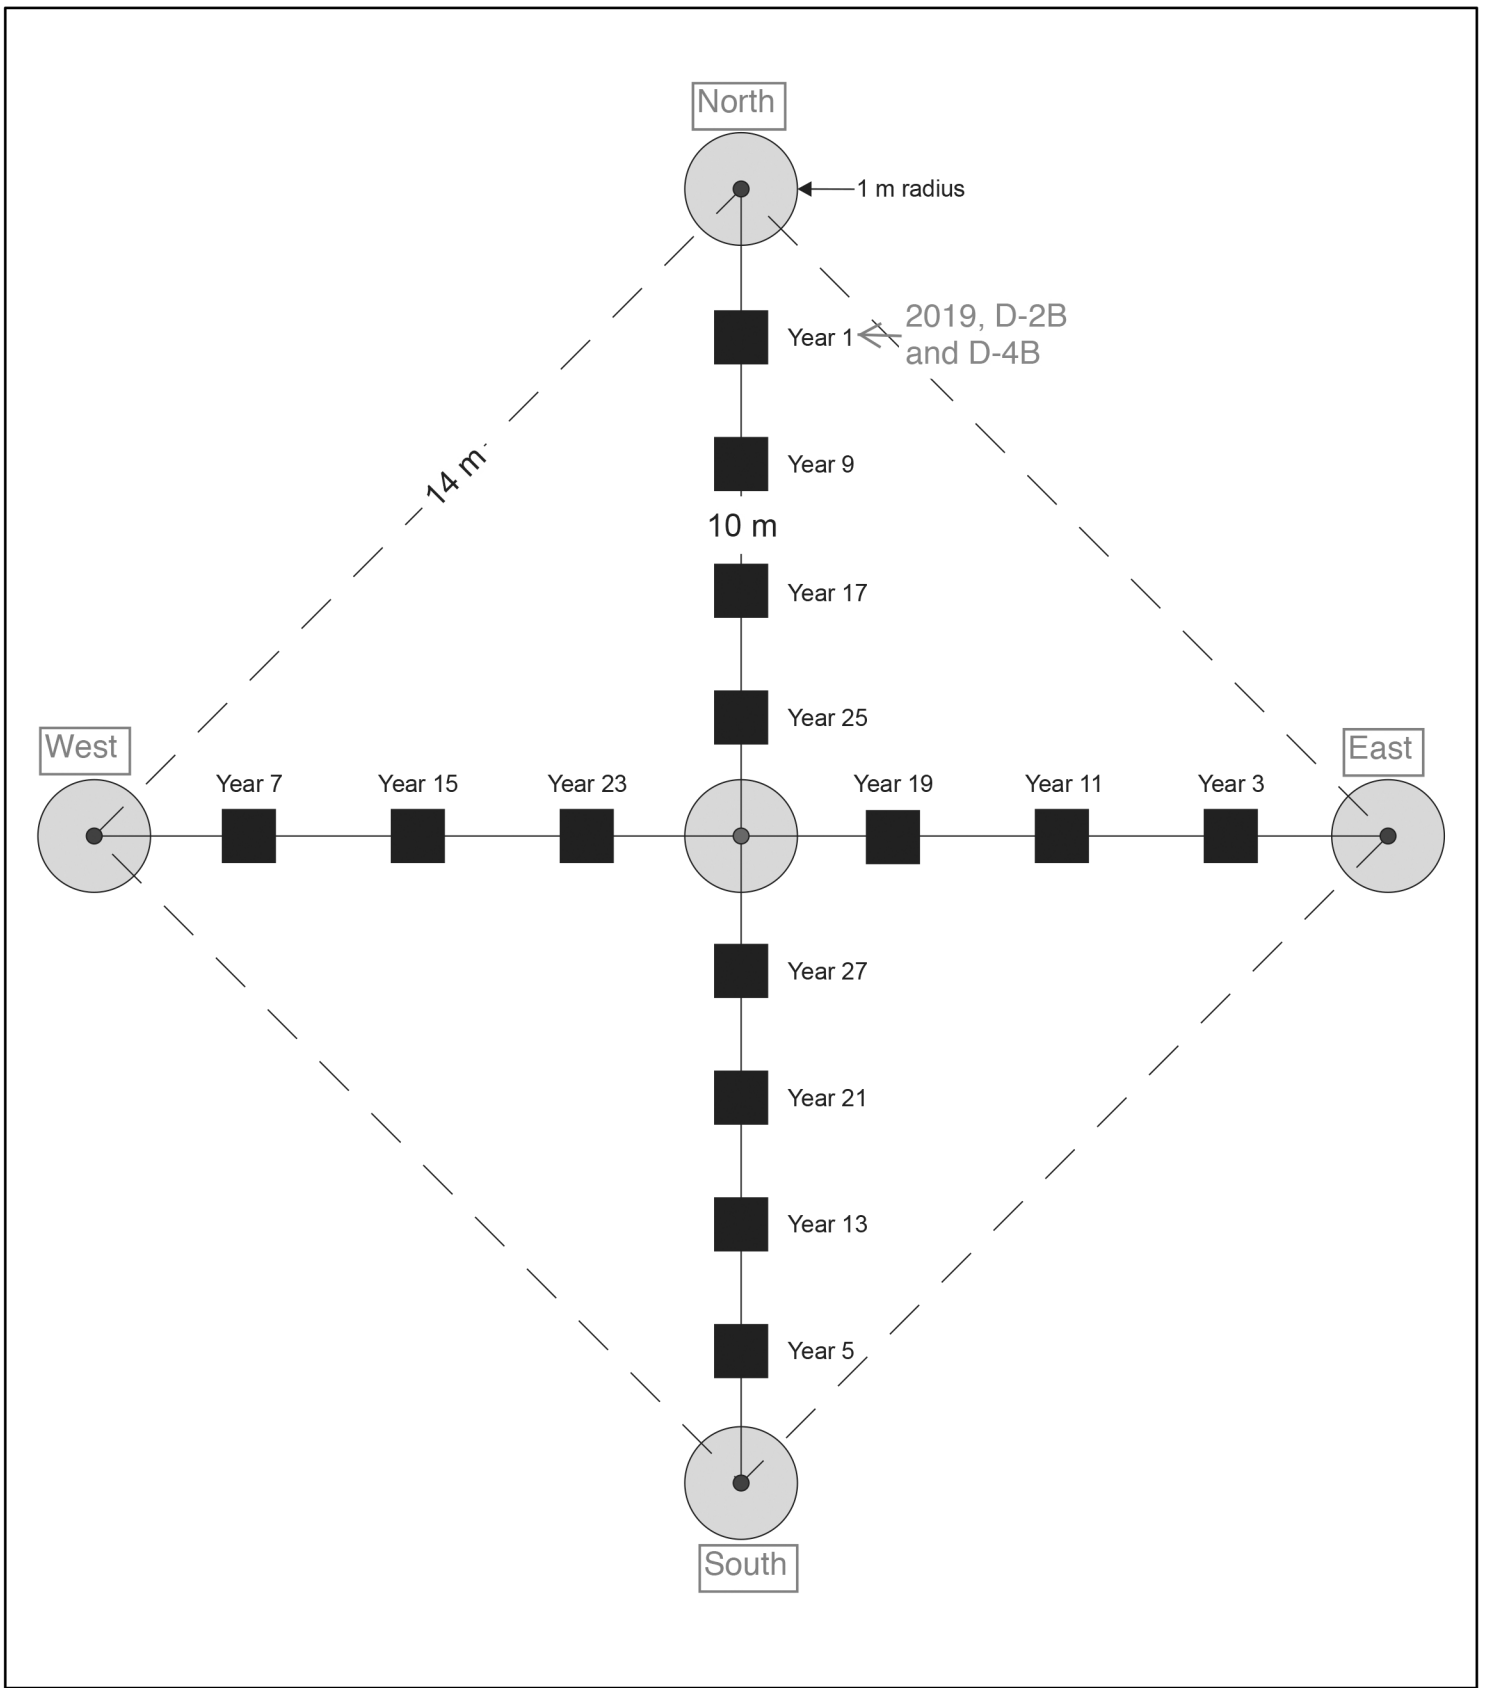 North
1 m radius
2019, D-2B
and D-4B
Year 1
Year 9
14 m
10 m
Year 17
Year 25
West
East
Year 7
Year 15
Year 23
Year 19
Year 11
Year 3
Year 27
Year 21
Year 13
Year 5
South